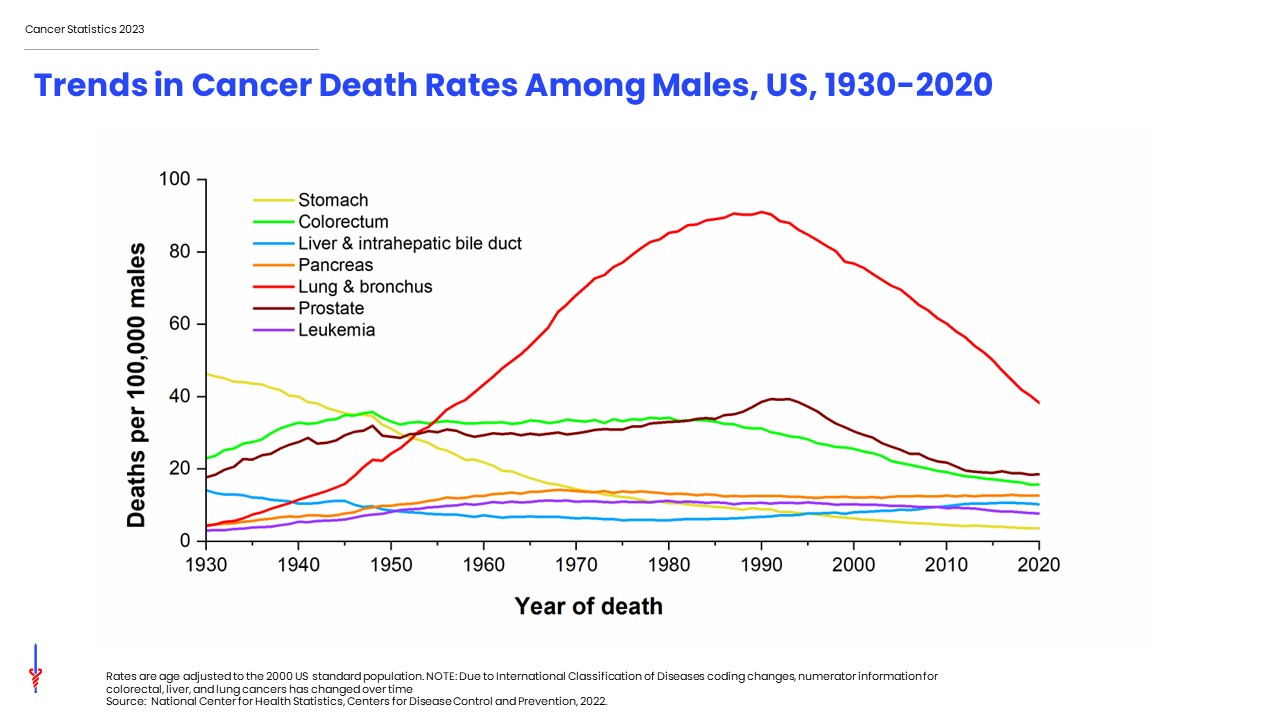 Cancer Statistics 2023
Trends in Cancer Death Rates Among Males, US, 1930-2020
100
80
60
40
20
0
Deaths per 100,000 males
Stomach
Colorectum
Liver & intrahepatic bile duct
Pancreas
Lung & bronchus
Prostate
Leukemia
1930 1940 1950 1960 1970 1980 1990 2000 2010 2020
Year of death
Rates are age adjusted to the 2000 US standard population. NOTE: Due to International Classification of Diseases coding changes, numerator information for
colorectal, liver, and lung cancers has changed over time
Source: National Center for Health Statistics, Centers for Disease Control and Prevention, 2022.